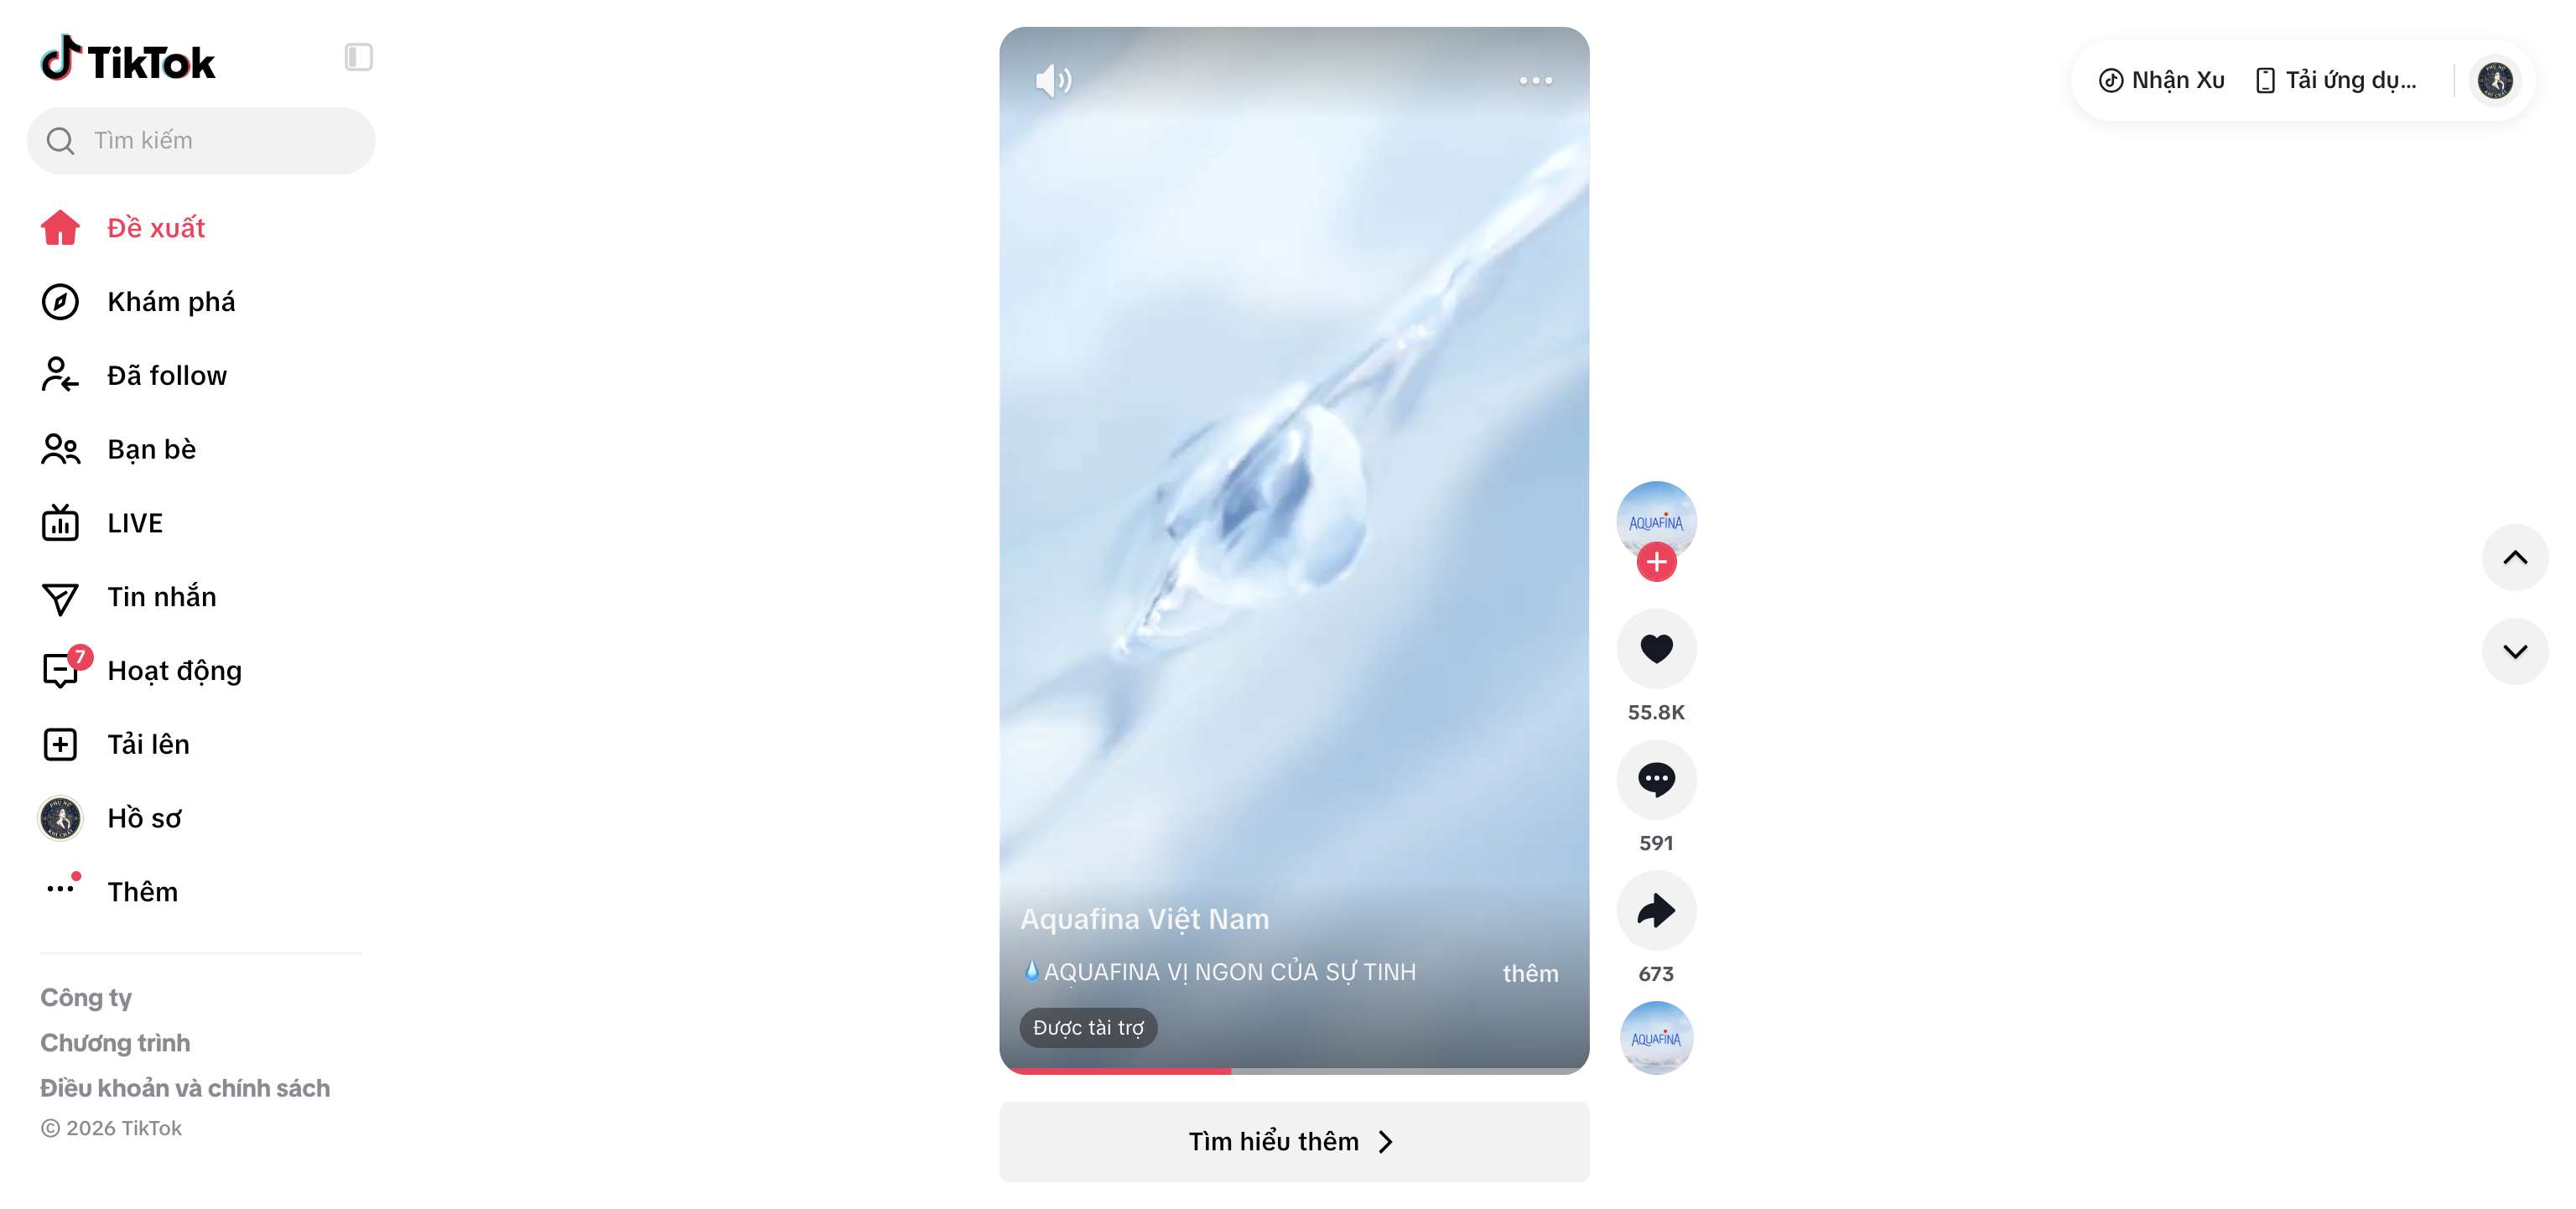 TikTok
Tìm kiếm
Đề xuất
Khám phá
Đã follow
Bạn bè
LIVE
Tin nhắn
7
Hoạt động
Tải lên
Hồ sơ
Thêm
Công ty
Chương trình
Điều khoản và chính sách
© 2026 TikTok
Aquafina Việt Nam
💧AQUAFINA VỊ NGON CỦA SỰ TINH
thêm
Được tài trợ
Tìm hiểu thêm
AQUAFINA
55.8K
591
673
AQUAFINA
Nhận Xu
Tải ứng dụ...